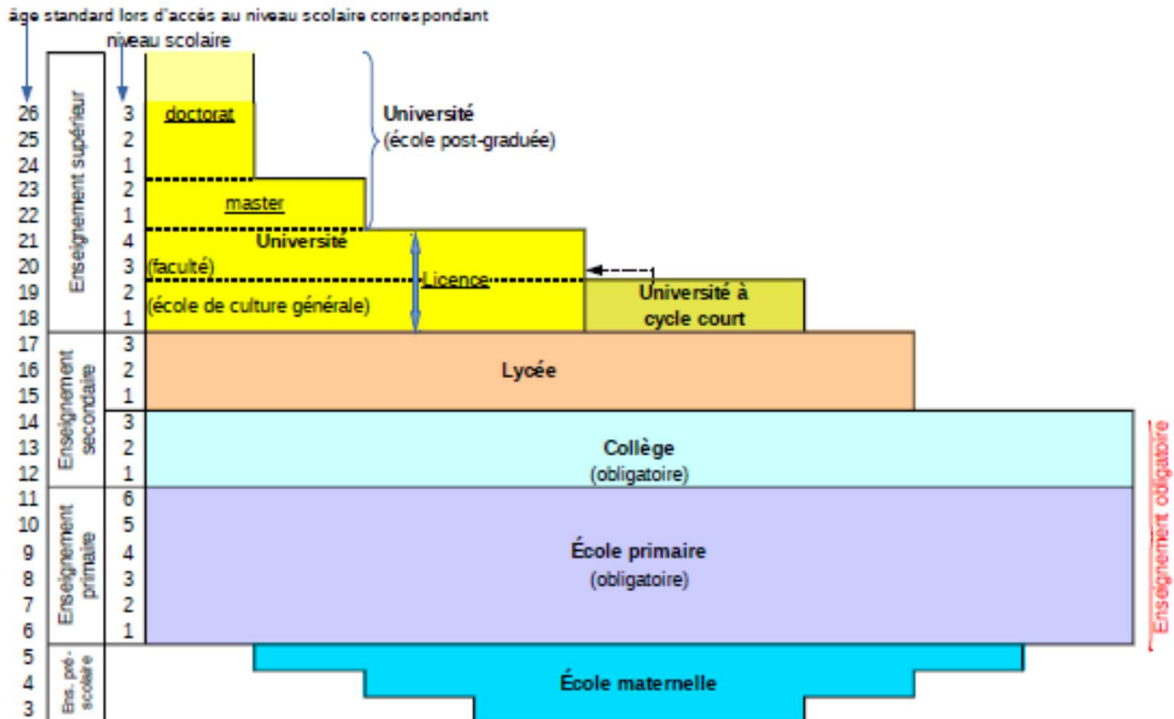 âge standard lors d'accès au niveau scolaire correspondant
niveau scolaire
Enseignement supérieur
26 3 doctorat
Université
25 2
(école post-graduée)
24 1
23 2
22 1 master
21 4 Université
20 3 (faculté)
Licence
19 2 (école de culture générale)
18 1
Université à
cycle court
Enseignement
secondaire
17 3
16 2 Lycée
15 1
14 3
13 2 Collège
12 1 (obligatoire)
Enseignement
primaire
11 6
10 5
9 4 École primaire
8 3 (obligatoire)
7 2
6 1
Enseignement obligatoire
Ens. pré-
scolaire
5
4 École maternelle
3